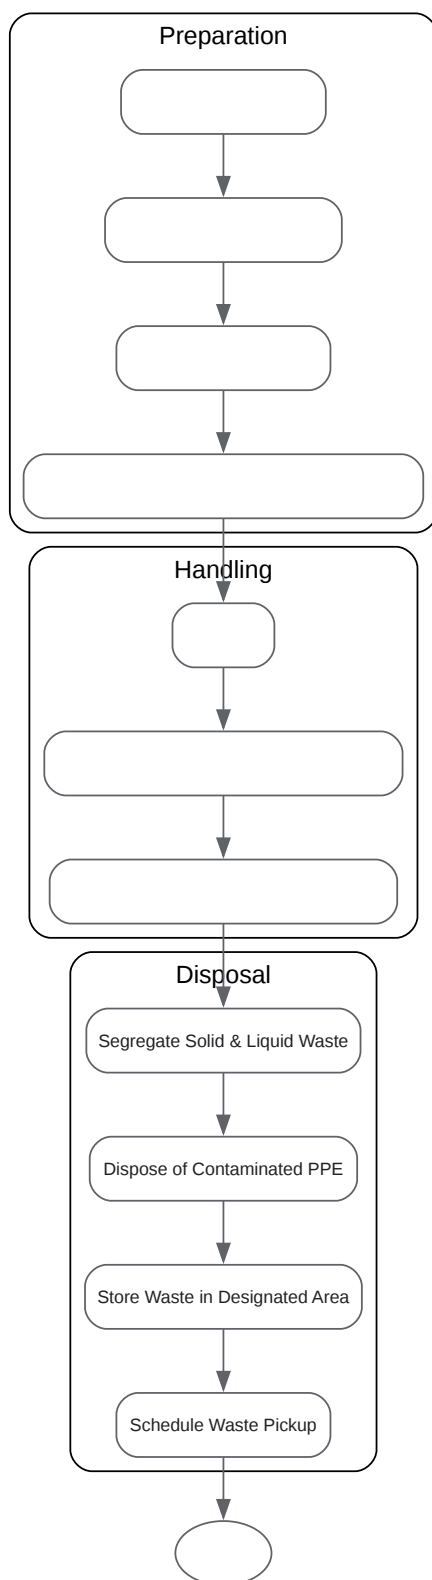 Preparation
Handling
Disposal
Segregate Solid & Liquid Waste
Dispose of Contaminated PPE
Store Waste in Designated Area
Schedule Waste Pickup